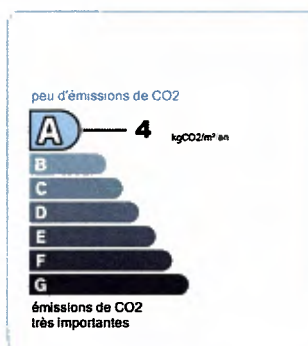 peu d'émissions de CO2
A 4 kgCO2/m² an
B
C
D
E
F
G
émissions de CO2
très importantes